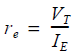 r_e = V_T / I_E